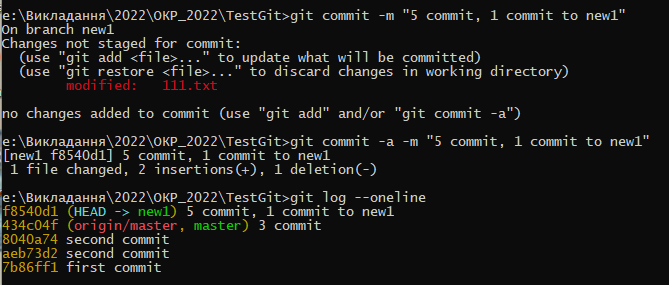 e:\Викладання\2022\ОКР_2022\TestGit>git commit -m "5 commit, 1 commit to new1"
On branch new1
Changes not staged for commit:
  (use "git add <file>..." to update what will be committed)
  (use "git restore <file>..." to discard changes in working directory)
        modified:   111.txt

no changes added to commit (use "git add" and/or "git commit -a")

e:\Викладання\2022\ОКР_2022\TestGit>git commit -a -m "5 commit, 1 commit to new1"
[new1 f8540d1] 5 commit, 1 commit to new1
 1 file changed, 2 insertions(+), 1 deletion(-)

e:\Викладання\2022\ОКР_2022\TestGit>git log --oneline
f8540d1 (HEAD -> new1) 5 commit, 1 commit to new1
434c04f (origin/master, master) 3 commit
8040a74 second commit
aeb73d2 second commit
7b86ff1 first commit